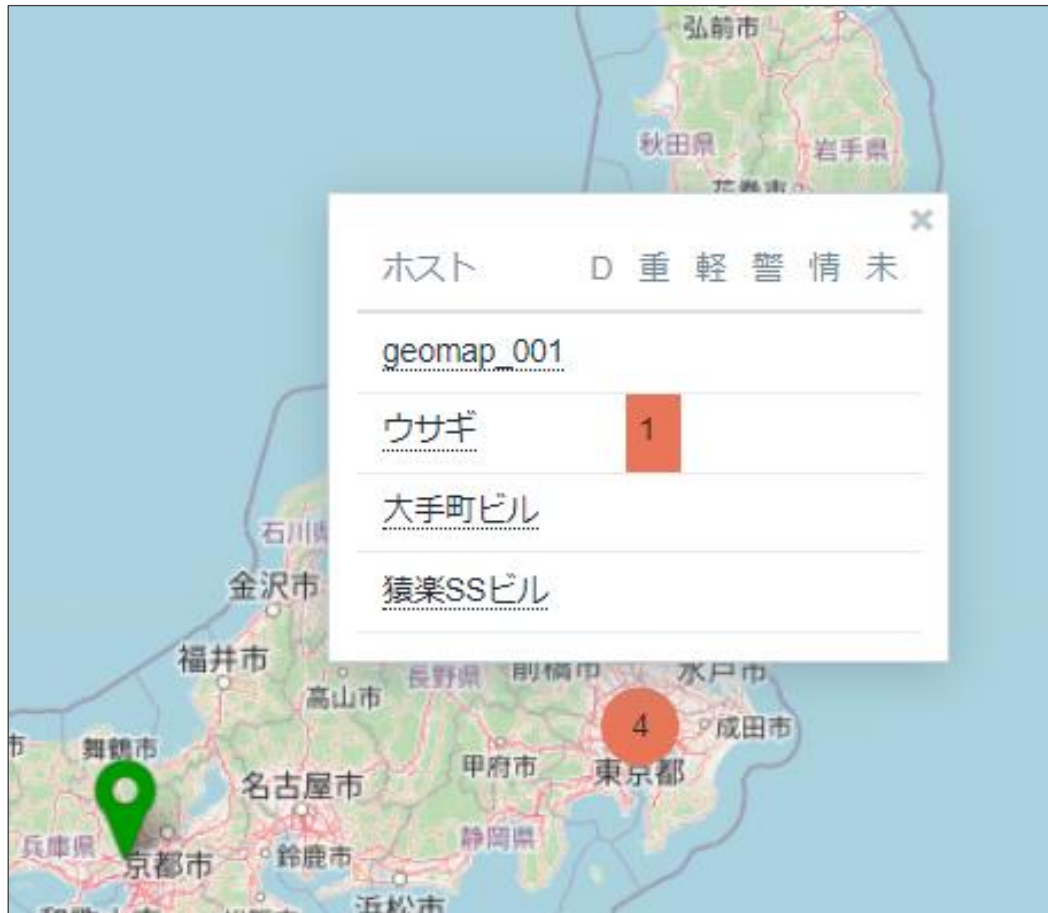 弘前市
秋田県
岩手県
花巻市
×
ホスト D 重 軽 警 情 未
geomap_001
ウサギ 1
大手町ビル
猿楽SSビル
石川県
金沢市
福井市
高山市
長野県
前橋市
水戸市
4
成田市
市
舞鶴市
名古屋市
甲府市
東京都
兵庫県
京都市
鈴鹿市
静岡県
浜松市